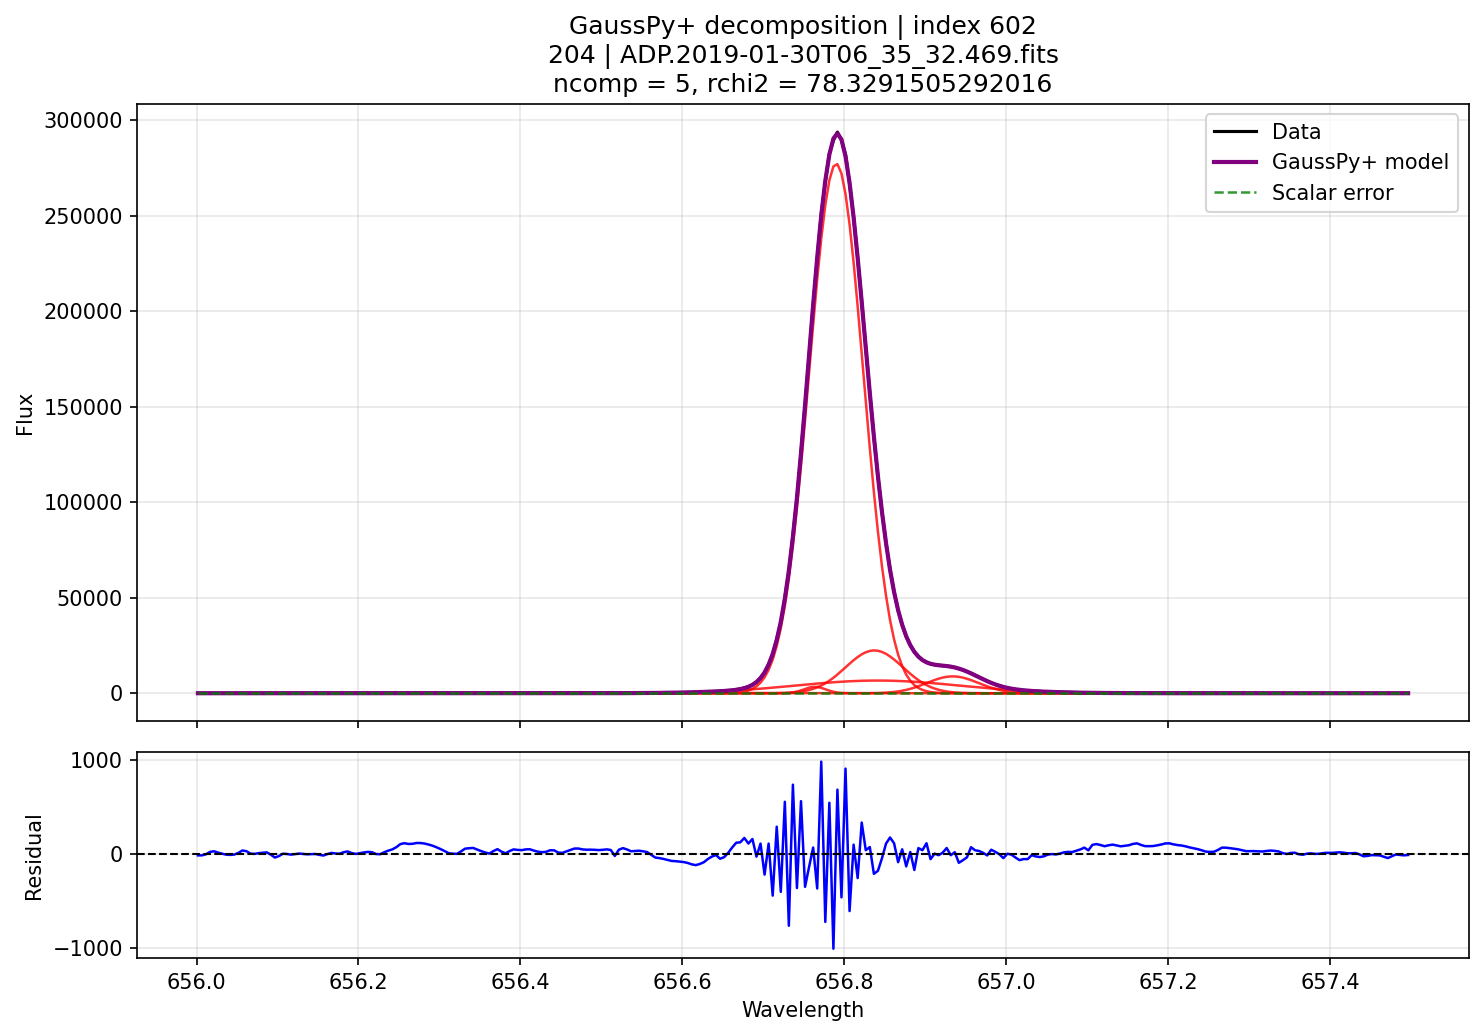 GaussPy+ decomposition | index 602
204 | ADP.2019-01-30T06_35_32.469.fits
ncomp = 5, rchi2 = 78.3291505292016
300000
250000
200000
150000
100000
50000
0
Flux
Data
GaussPy+ model
Scalar error
1000
0
−1000
Residual
656.0
656.2
656.4
656.6
656.8
657.0
657.2
657.4
Wavelength